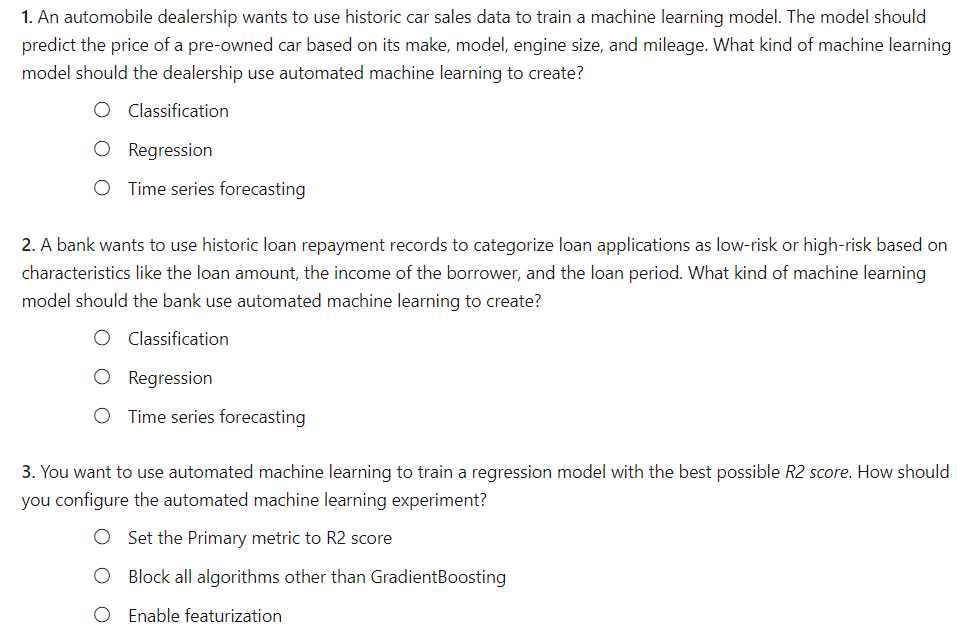 1. An automobile dealership wants to use historic car sales data to train a machine learning model. The model should
predict the price of a pre-owned car based on its make, model, engine size, and mileage. What kind of machine learning
model should the dealership use automated machine learning to create?
Classification
Regression
Time series forecasting
2. A bank wants to use historic loan repayment records to categorize loan applications as low-risk or high-risk based on
characteristics like the loan amount, the income of the borrower, and the loan period. What kind of machine learning
model should the bank use automated machine learning to create?
Classification
Regression
Time series forecasting
3. You want to use automated machine learning to train a regression model with the best possible R2 score. How should
you configure the automated machine learning experiment?
Set the Primary metric to R2 score
Block all algorithms other than GradientBoosting
Enable featurization